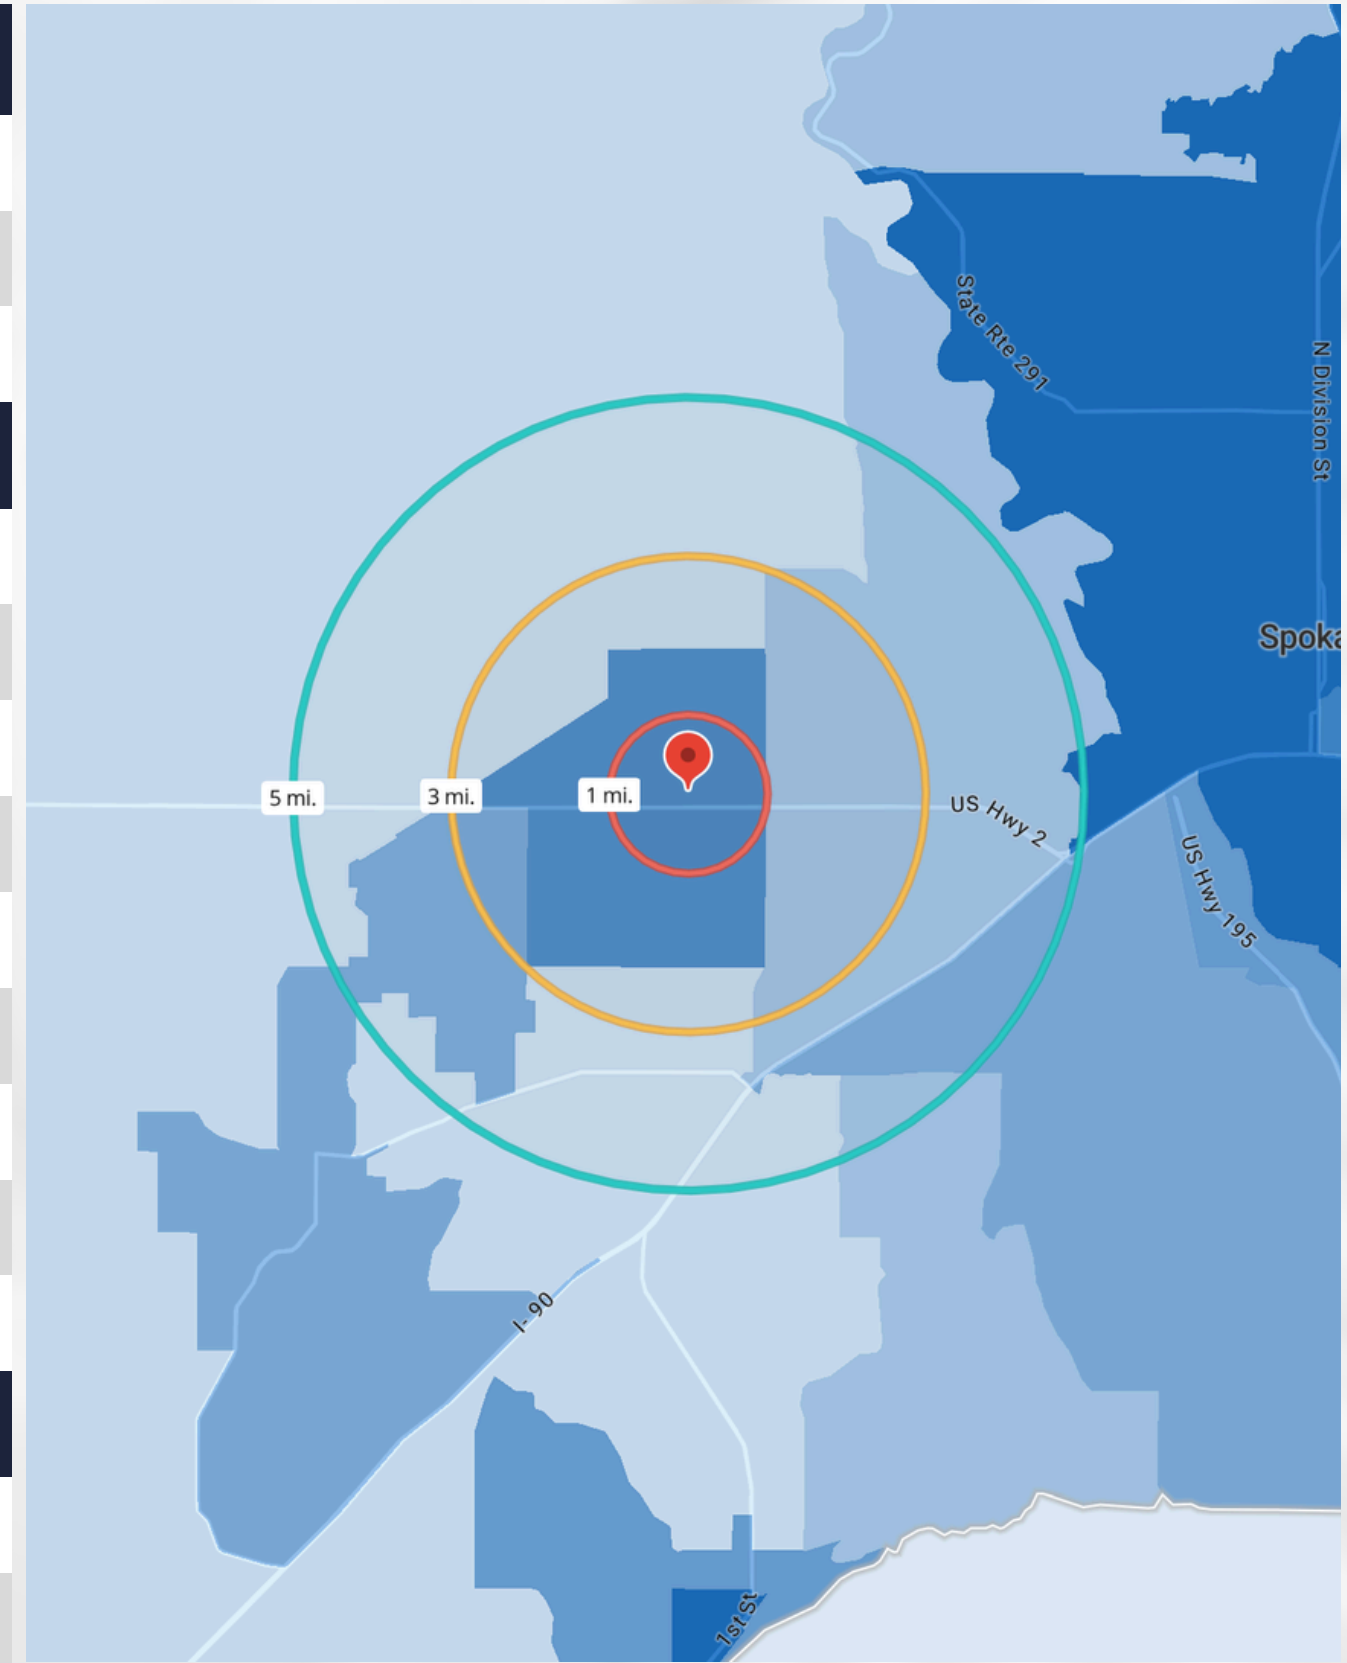 State Rte 291
N Division St
Spoka
5 mi.
3 mi.
1 mi.
US Hwy 2
US Hwy 195
I- 90
1st St